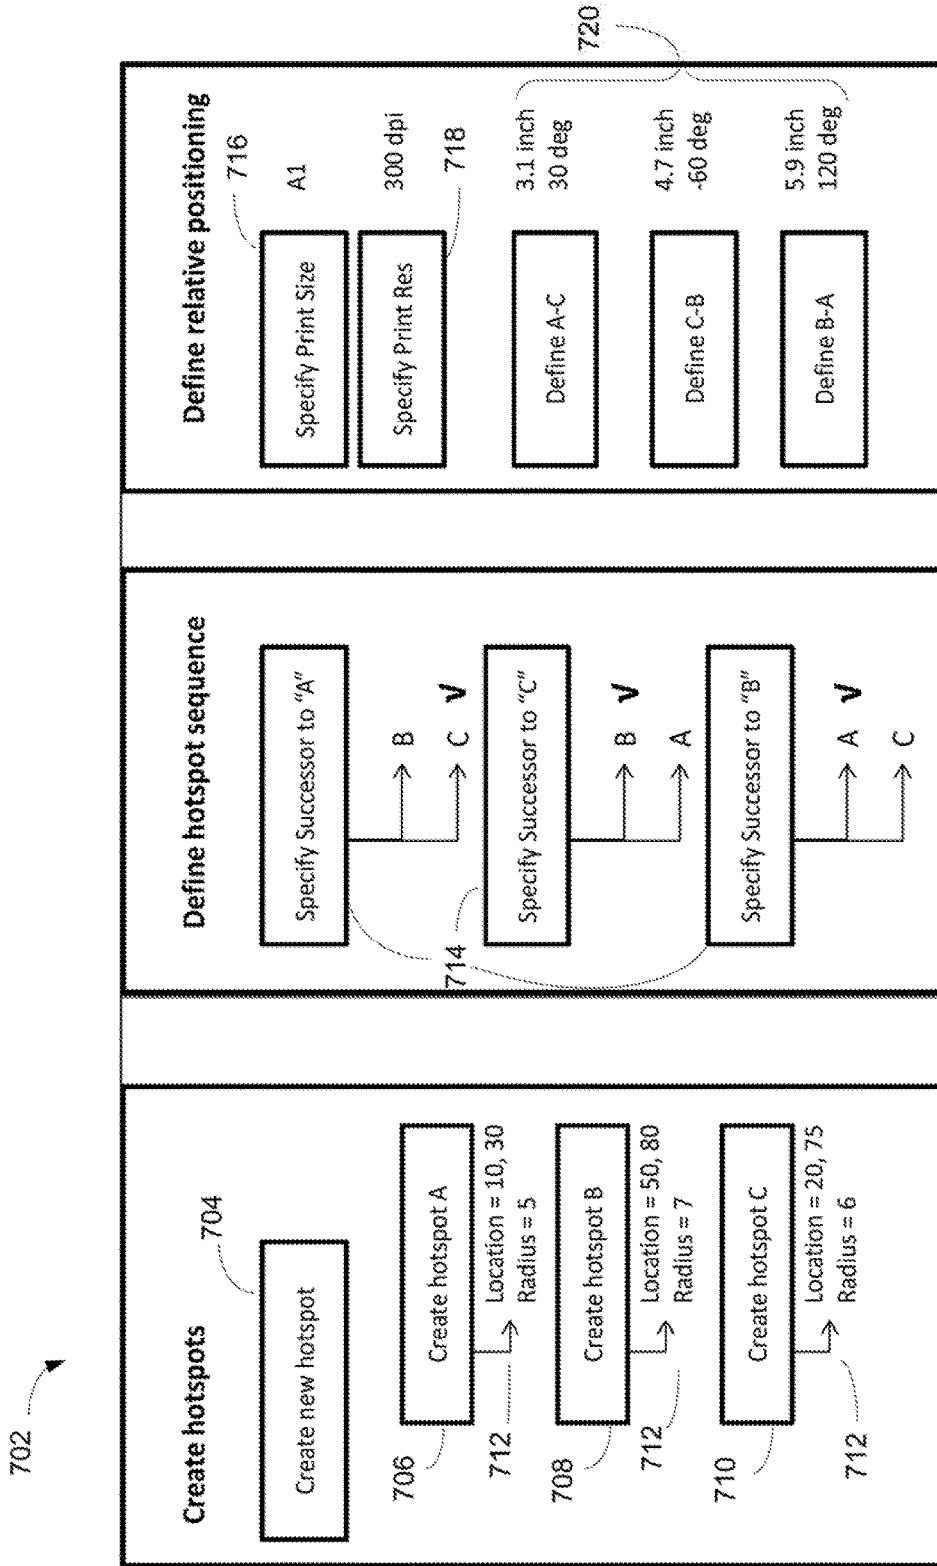 702
Create hotspots
704
Create new hotspot
706
Create hotspot A
712
Location = 10, 30
Radius = 5
708
Create hotspot B
712
Location = 50, 80
Radius = 7
710
Create hotspot C
712
Location = 20, 75
Radius = 6
Define hotspot sequence
Specify Successor to “A”
B
C √
714
Specify Successor to “C”
B √
A
Specify Successor to “B”
A √
C
Define relative positioning
716
Specify Print Size
A1
Specify Print Res
300 dpi
718
Define A-C
3.1 inch
30 deg
720
Define C-B
4.7 inch
-60 deg
Define B-A
5.9 inch
120 deg